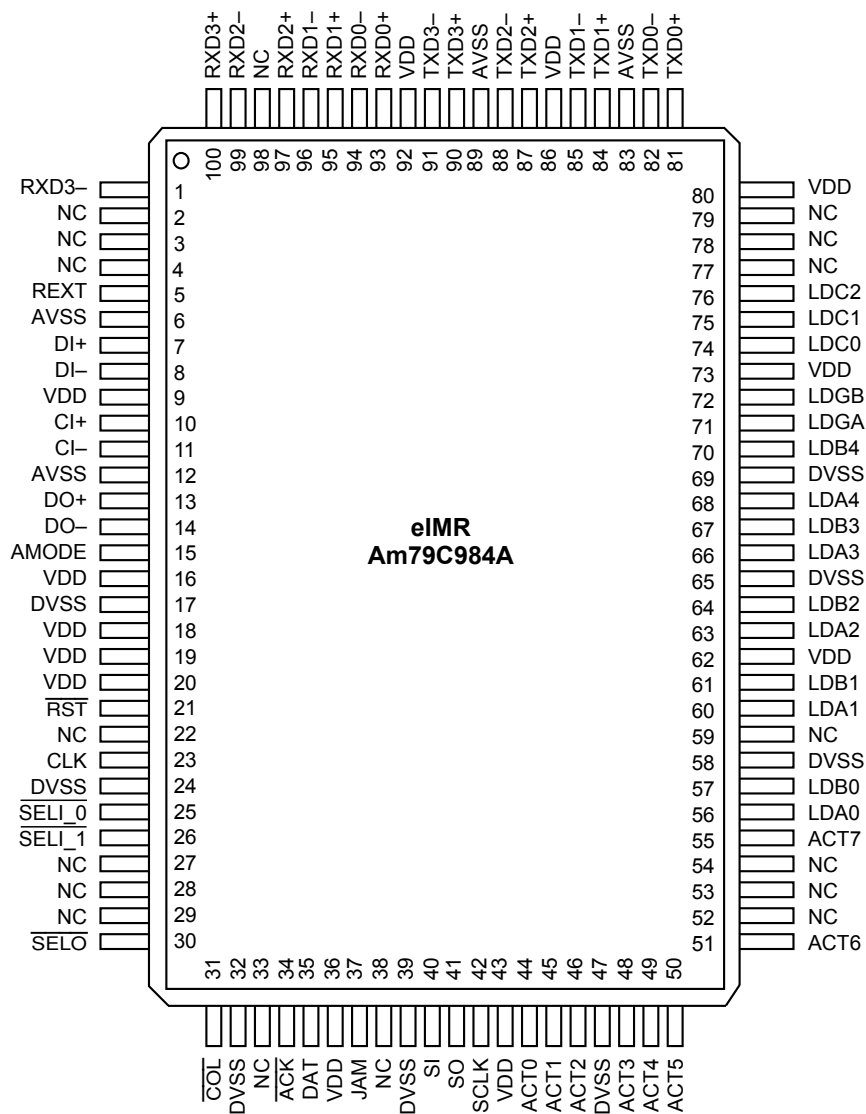 RXD3+ RXD2– NC RXD2+ RXD1– RXD1+ RXD0– RXD0+ VDD TXD3– TXD3+ AVSS TXD2– TXD2+ VDD TXD1– TXD1+ AVSS TXD0– TXD0+
100 99 98 97 96 95 94 93 92 91 90 89 88 87 86 85 84 83 82 81
RXD3– 1 80 VDD
NC 2 79 NC
NC 3 78 NC
NC 4 77 NC
REXT 5 76 LDC2
AVSS 6 75 LDC1
DI+ 7 74 LDC0
DI– 8 73 VDD
VDD 9 72 LDGB
CI+ 10 71 LDGA
CI– 11 70 LDB4
AVSS 12 69 DVSS
DO+ 13 68 LDA4
DO– 14 67 LDB3
eIMR
AMODE 15 66 LDA3
Am79C984A
VDD 16 65 DVSS
DVSS 17 64 LDB2
VDD 18 63 LDA2
VDD 19 62 VDD
VDD 20 61 LDB1
RST 21 60 LDA1
NC 22 59 NC
CLK 23 58 DVSS
DVSS 24 57 LDB0
SELI_0 25 56 LDA0
SELI_1 26 55 ACT7
NC 27 54 NC
NC 28 53 NC
NC 29 52 NC
SELO 30 51 ACT6
31 32 33 34 35 36 37 38 39 40 41 42 43 44 45 46 47 48 49 50
COL DVSS NC ACK DAT VDD JAM NC DVSS SI SO SCLK VDD ACT0 ACT1 ACT2 DVSS ACT3 ACT4 ACT5